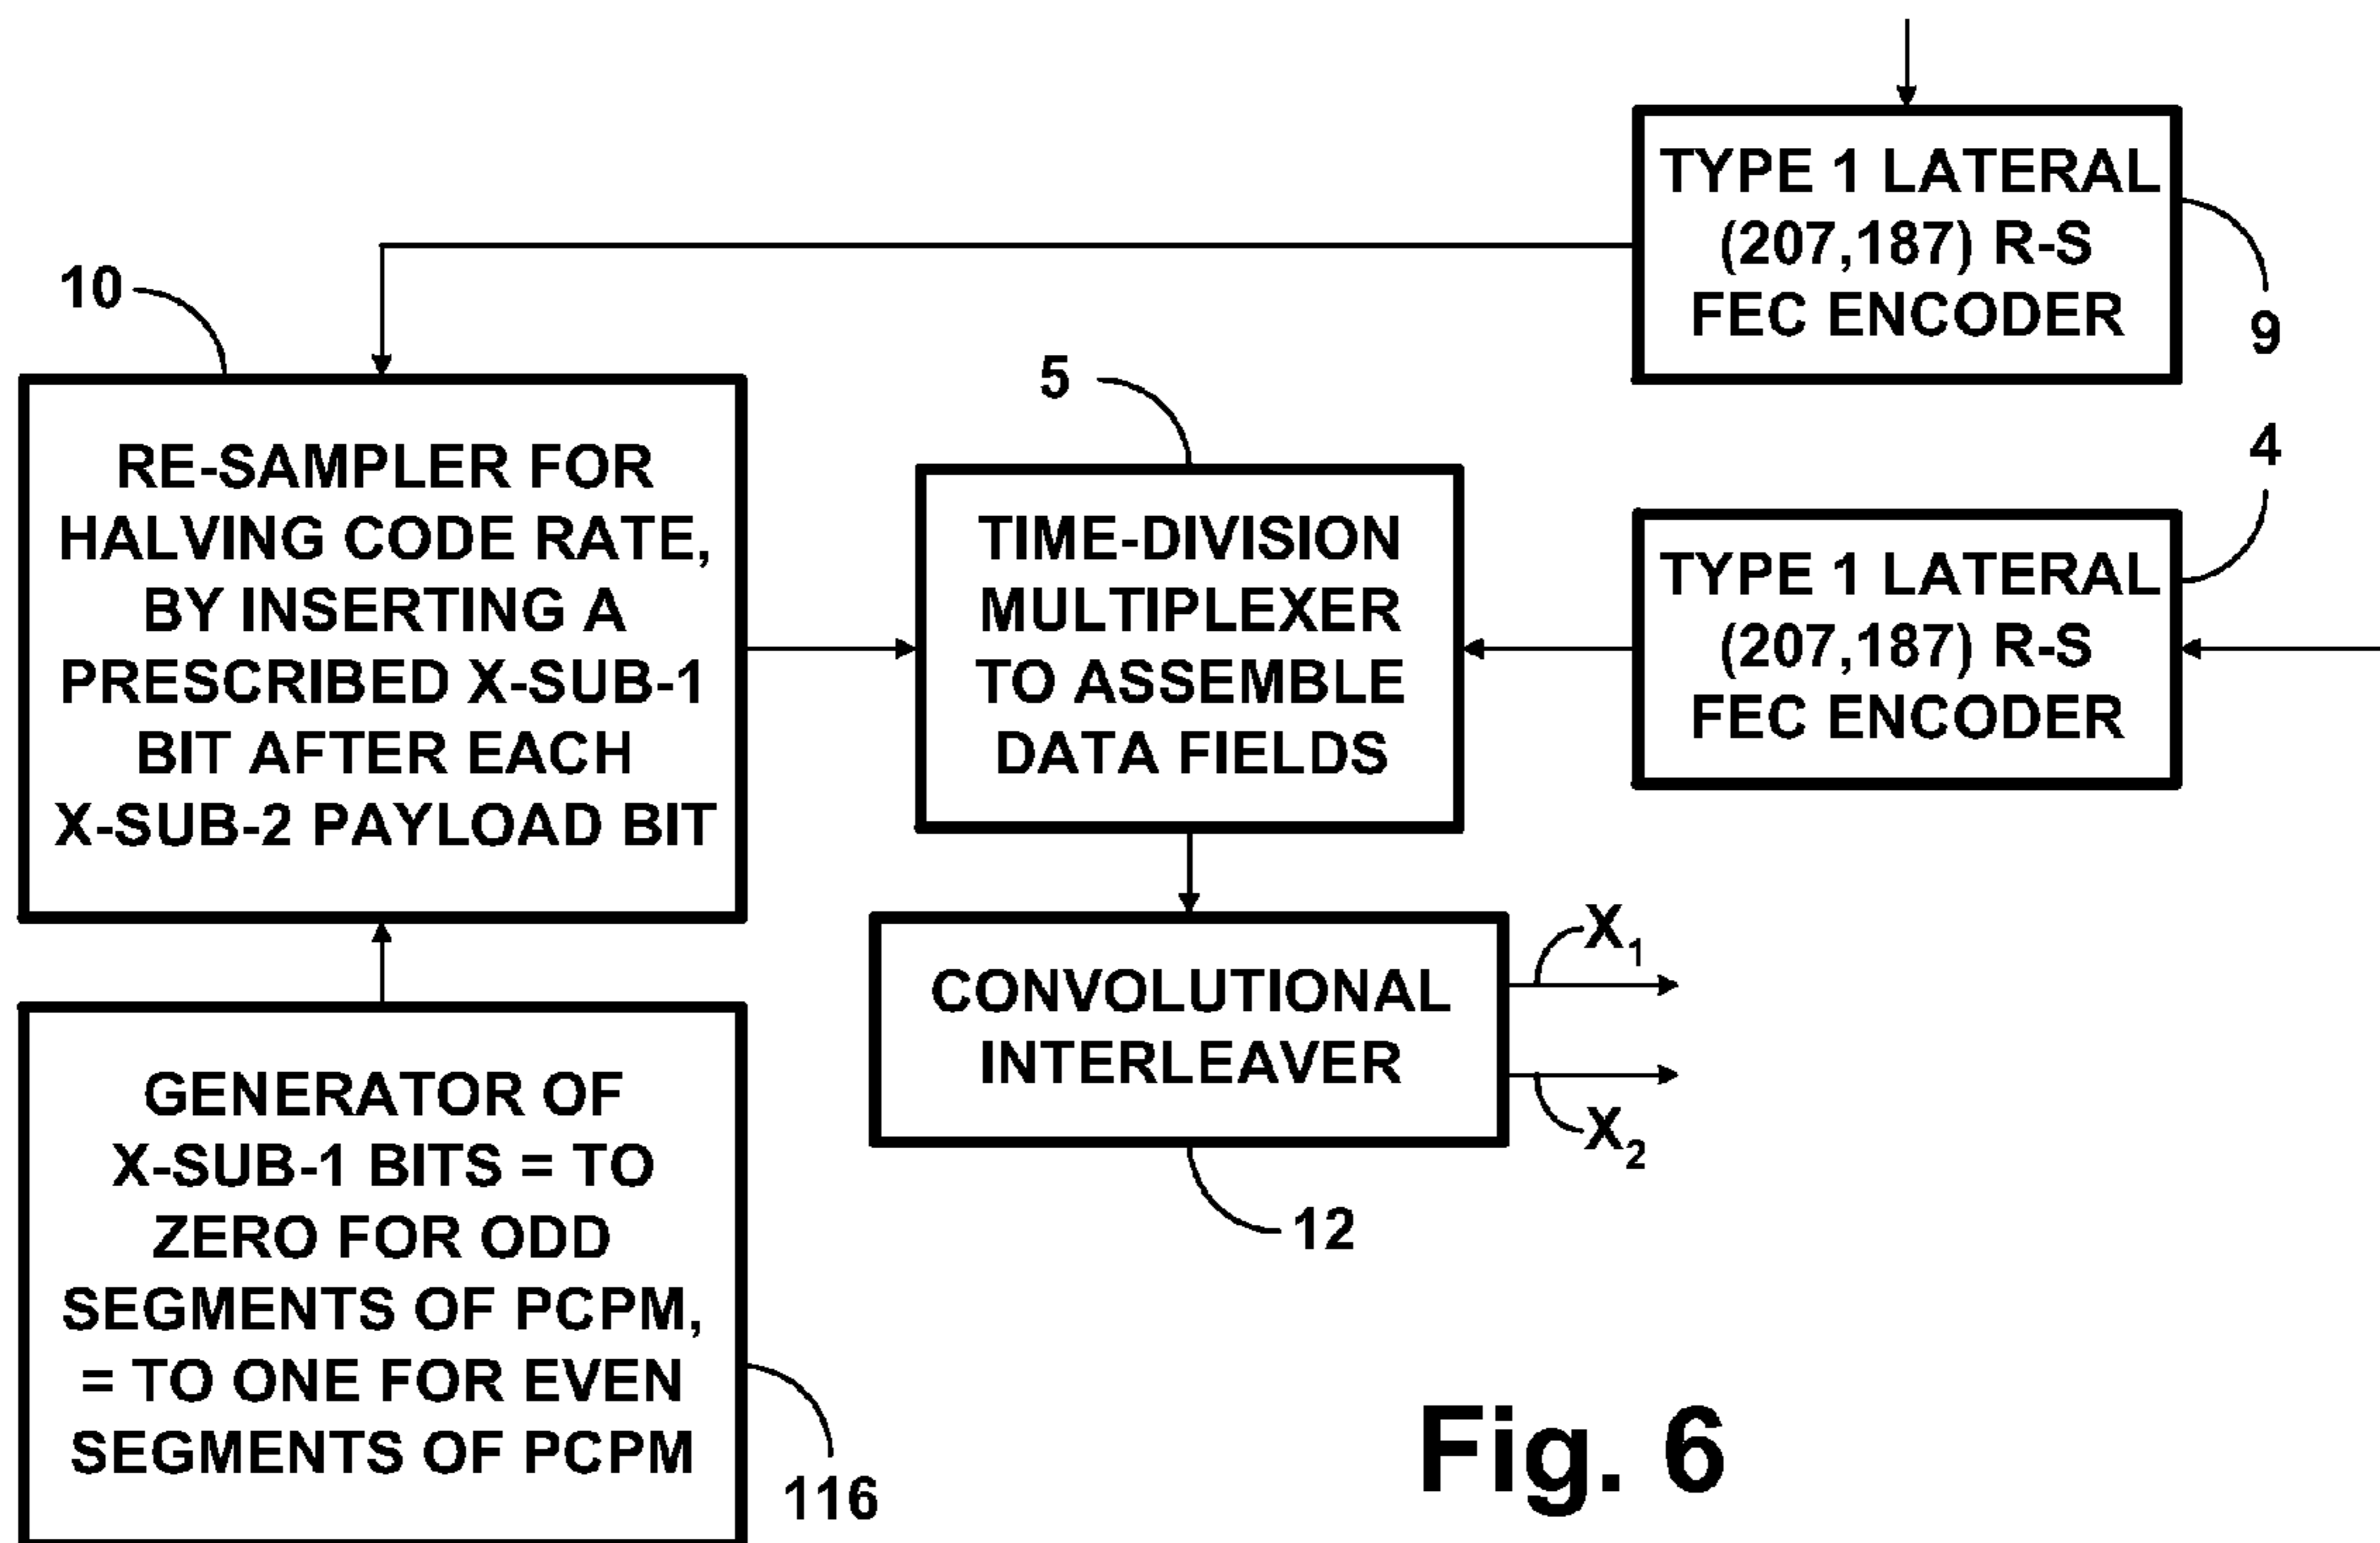 TYPE 1 LATERAL
(207,187) R-S
FEC ENCODER
9
10
RE-SAMPLER FOR
HALVING CODE RATE,
BY INSERTING A
PRESCRIBED X-SUB-1
BIT AFTER EACH
X-SUB-2 PAYLOAD BIT
5
TIME-DIVISION
MULTIPLEXER
TO ASSEMBLE
DATA FIELDS
4
TYPE 1 LATERAL
(207,187) R-S
FEC ENCODER
CONVOLUTIONAL
INTERLEAVER
X₁
X₂
12
GENERATOR OF
X-SUB-1 BITS = TO
ZERO FOR ODD
SEGMENTS OF PCPM,
= TO ONE FOR EVEN
SEGMENTS OF PCPM
116
Fig. 6